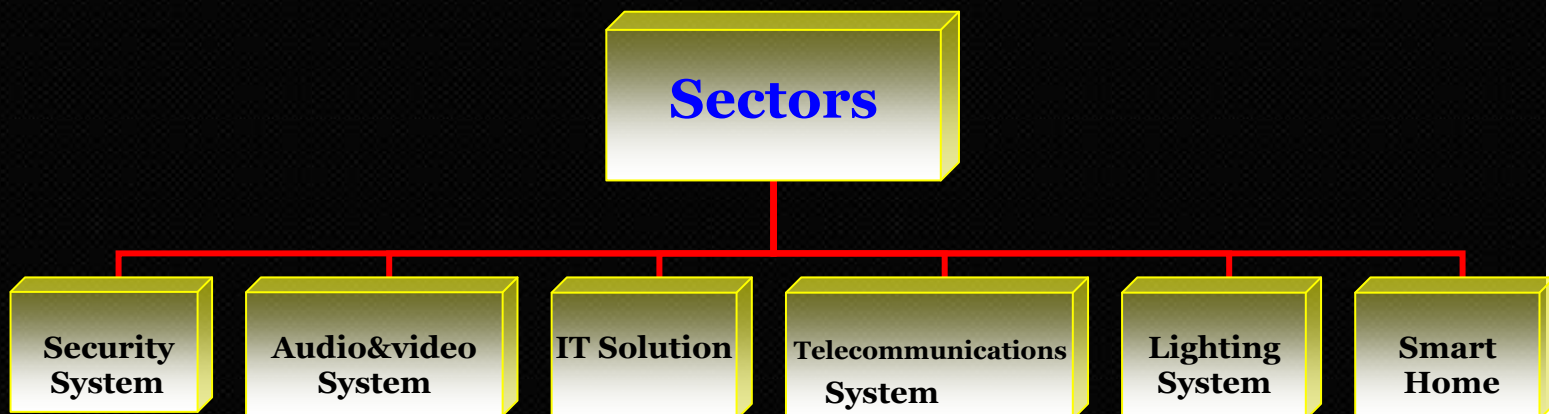 Sectors
Security
System
Audio&video
System
IT Solution
Telecommunications
System
Lighting
System
Smart
Home